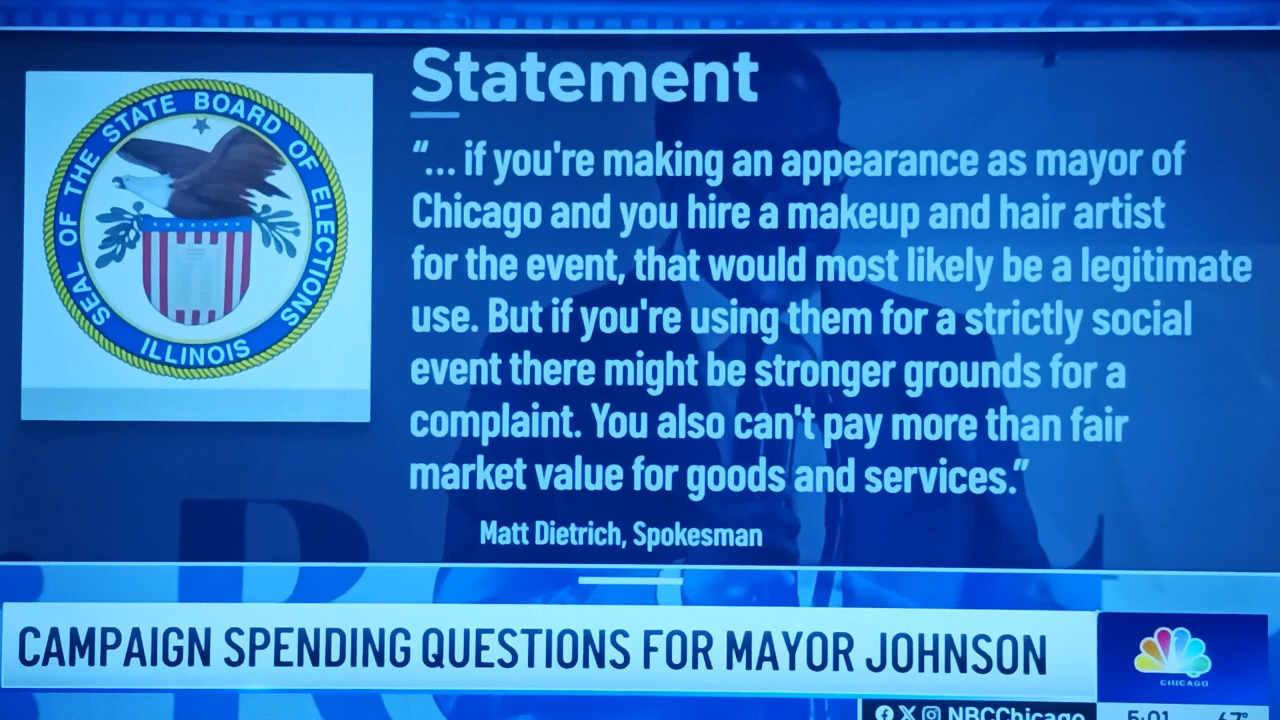 SEAL OF THE STATE BOARD OF ELECTIONS
ILLINOIS
Statement
“... if you're making an appearance as mayor of
Chicago and you hire a makeup and hair artist
for the event, that would most likely be a legitimate
use. But if you're using them for a strictly social
event there might be stronger grounds for a
complaint. You also can't pay more than fair
market value for goods and services.”
Matt Dietrich, Spokesman
CAMPAIGN SPENDING QUESTIONS FOR MAYOR JOHNSON
CHICAGO
NBCChicago
5:01 47°